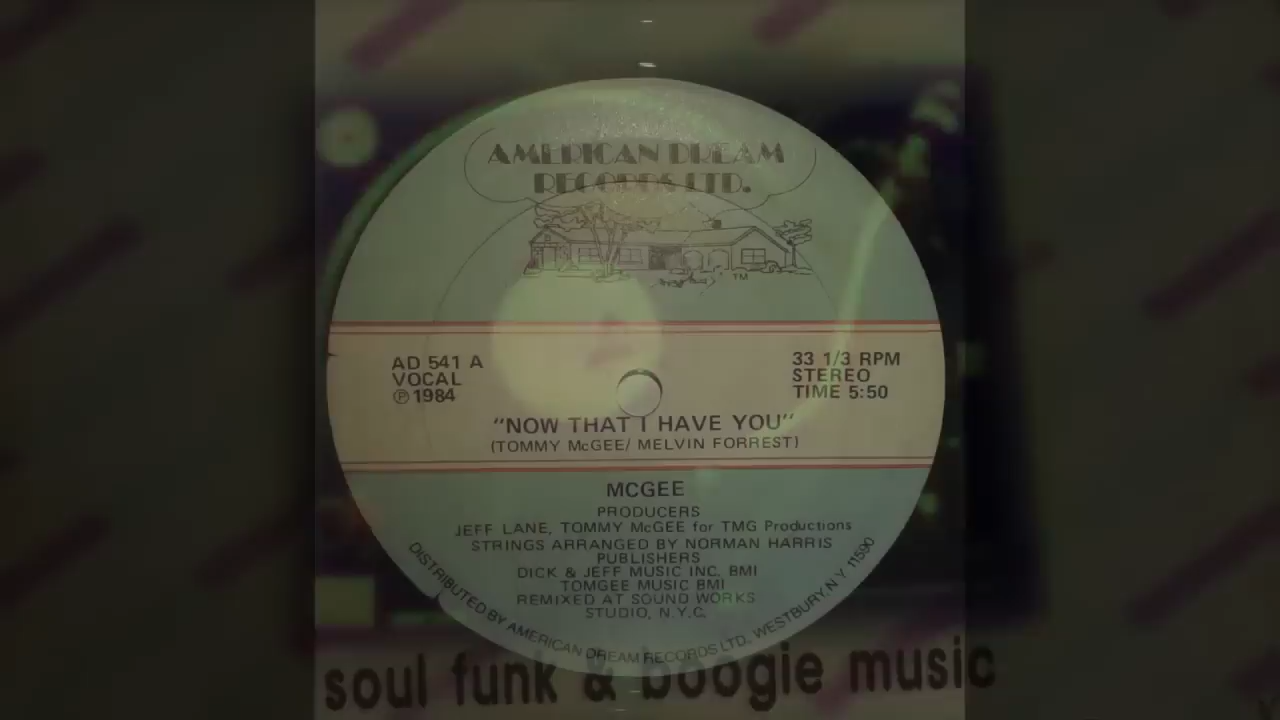 AMERICAN DREAM
RECORDS LTD.
TM
AD 541 A
VOCAL
℗ 1984
33 1/3 RPM
STEREO
TIME 5:50
"NOW THAT I HAVE YOU"
(TOMMY McGEE/ MELVIN FORREST)
MCGEE
PRODUCERS
JEFF LANE, TOMMY McGEE for TMG Productions
STRINGS ARRANGED BY NORMAN HARRIS
PUBLISHERS
DICK & JEFF MUSIC INC. BMI
TOMGEE MUSIC BMI
REMIXED AT SOUND WORKS
STUDIO, N.Y.C.
DISTRIBUTED BY AMERICAN DREAM RECORDS LTD. WESTBURY, N.Y. 11590
soul funk & boogie music